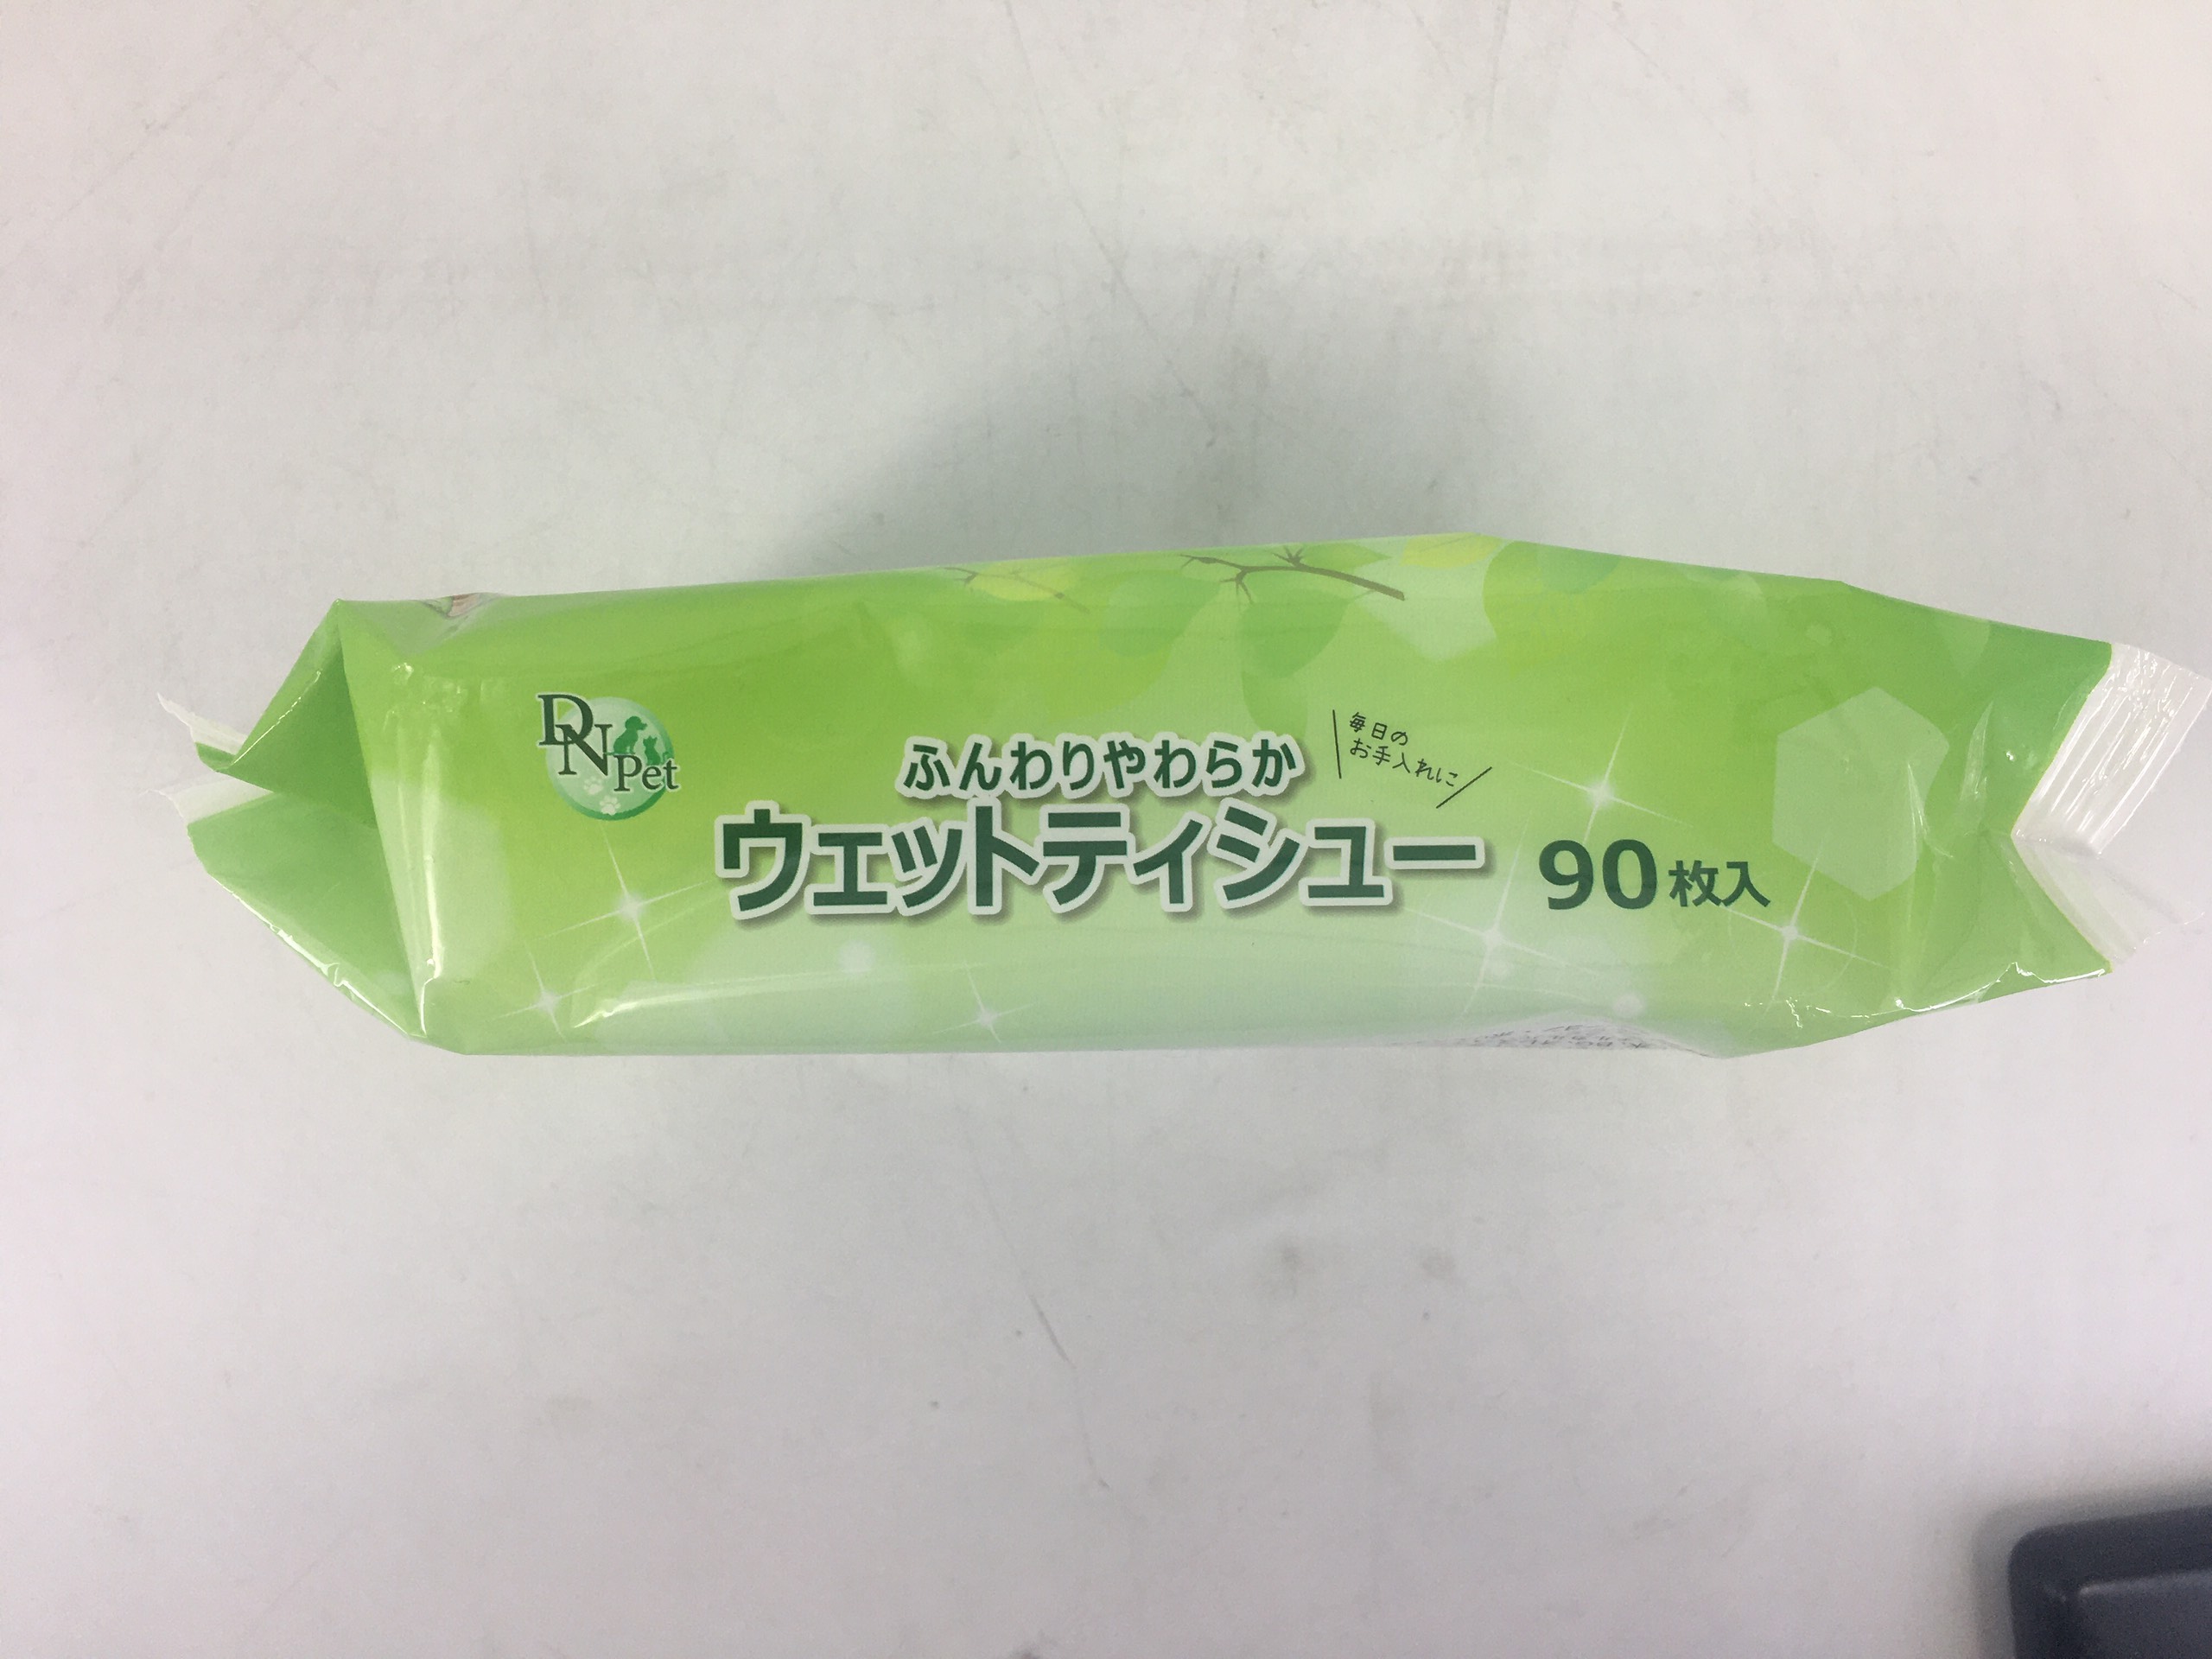 DN Pet
毎日の
お手入れに
ふんわりやわらか
ウェットティシュー
90枚入